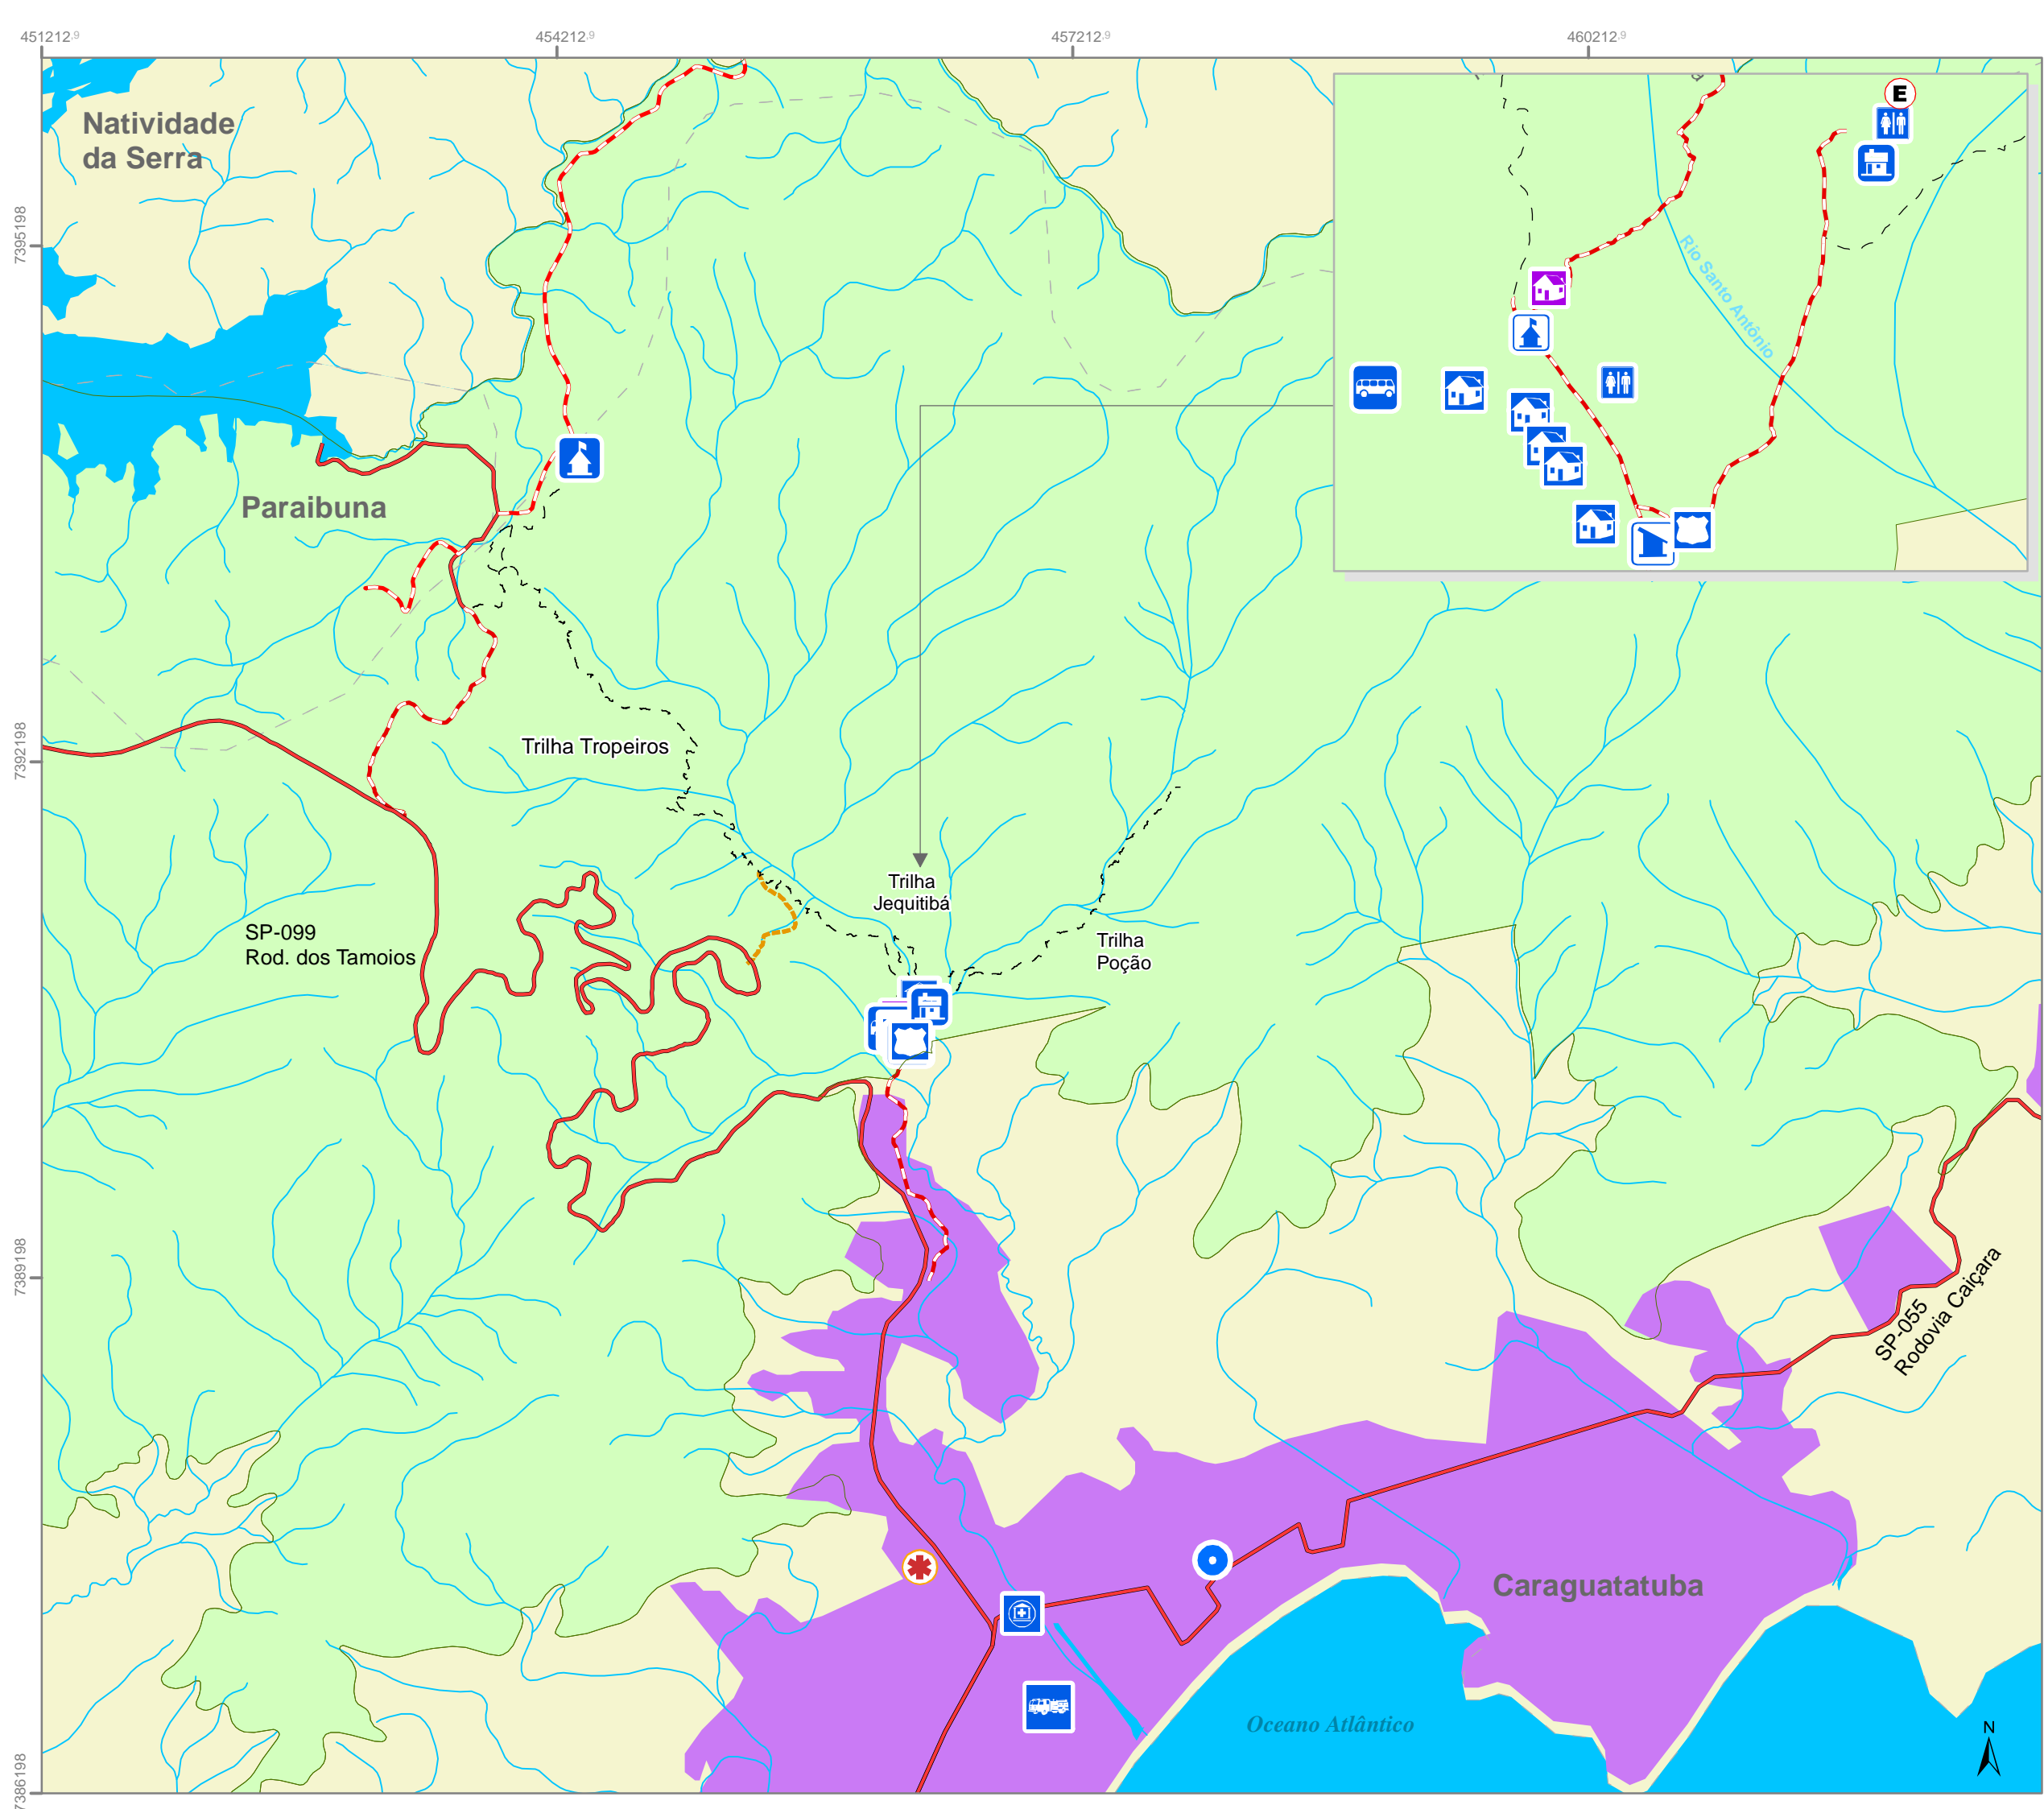 451212.9
454212.9
457212.9
460212.9
7395198
7392198
7389198
7386198
Natividade
da Serra
E
Rio Santo Antônio
Paraibuna
Trilha Tropeiros
Trilha
Jequitibá
Trilha
Poção
SP-099
Rod. dos Tamoios
SP-055
Rodovia Caiçara
Caraguatatuba
Oceano Atlântico
N